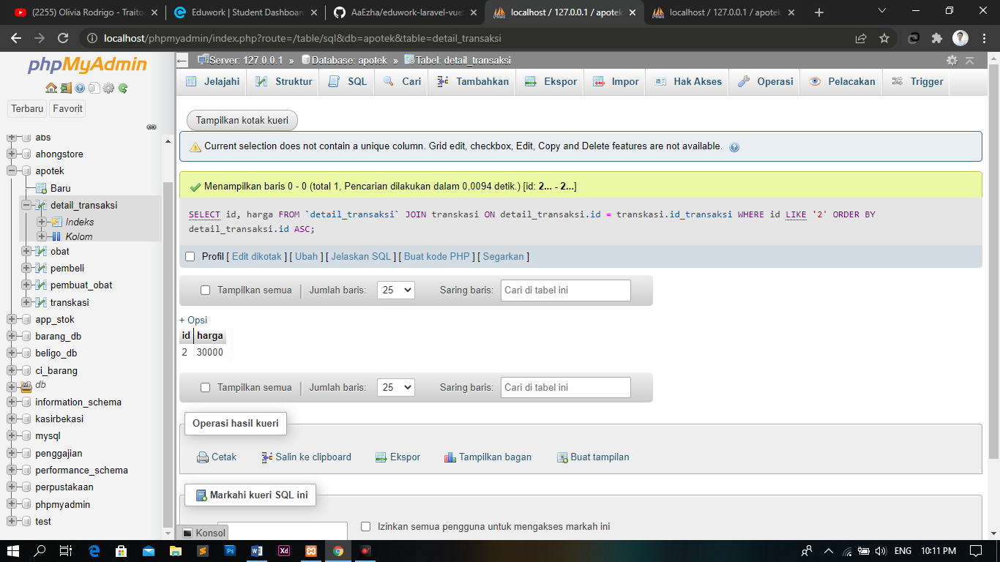 (2255) Olivia Rodrigo - Traito
Eduwork | Student Dashboard
AaEzha/eduwork-laravel-vue
localhost / 127.0.0.1 / apotek
localhost / 127.0.0.1 / apotek
localhost/phpmyadmin/index.php?route=/table/sql&db=apotek&table=detail_transaksi
phpMyAdmin
Terbaru Favorit
abs
ahongstore
apotek
Baru
detail_transaksi
Indeks
Kolom
obat
pembeli
pembuat_obat
transkasi
app_stok
barang_db
beligo_db
ci_barang
db
information_schema
kasirbekasi
mysql
penggajian
performance_schema
perpustakaan
phpmyadmin
test
Server: 127.0.0.1 » Database: apotek » Tabel: detail_transaksi
Jelajahi Struktur SQL Cari Tambahkan Ekspor Impor Hak Akses Operasi Pelacakan Trigger
Tampilkan kotak kueri
Current selection does not contain a unique column. Grid edit, checkbox, Edit, Copy and Delete features are not available.
Menampilkan baris 0 - 0 (total 1, Pencarian dilakukan dalam 0,0094 detik.) [id: 2... - 2...]
SELECT id, harga FROM `detail_transaksi` JOIN transkasi ON detail_transaksi.id = transkasi.id_transaksi WHERE id LIKE '2' ORDER BY
detail_transaksi.id ASC;
Profil [ Edit dikotak ] [ Ubah ] [ Jelaskan SQL ] [ Buat kode PHP ] [ Segarkan ]
Tampilkan semua | Jumlah baris: 25 Saring baris: Cari di tabel ini
+ Opsi
id harga
2 30000
Tampilkan semua | Jumlah baris: 25 Saring baris: Cari di tabel ini
Operasi hasil kueri
Cetak Salin ke clipboard Ekspor Tampilkan bagan Buat tampilan
Markahi kueri SQL ini
Izinkan semua pengguna untuk mengakses markah ini
Konsol
ENG 10:11 PM